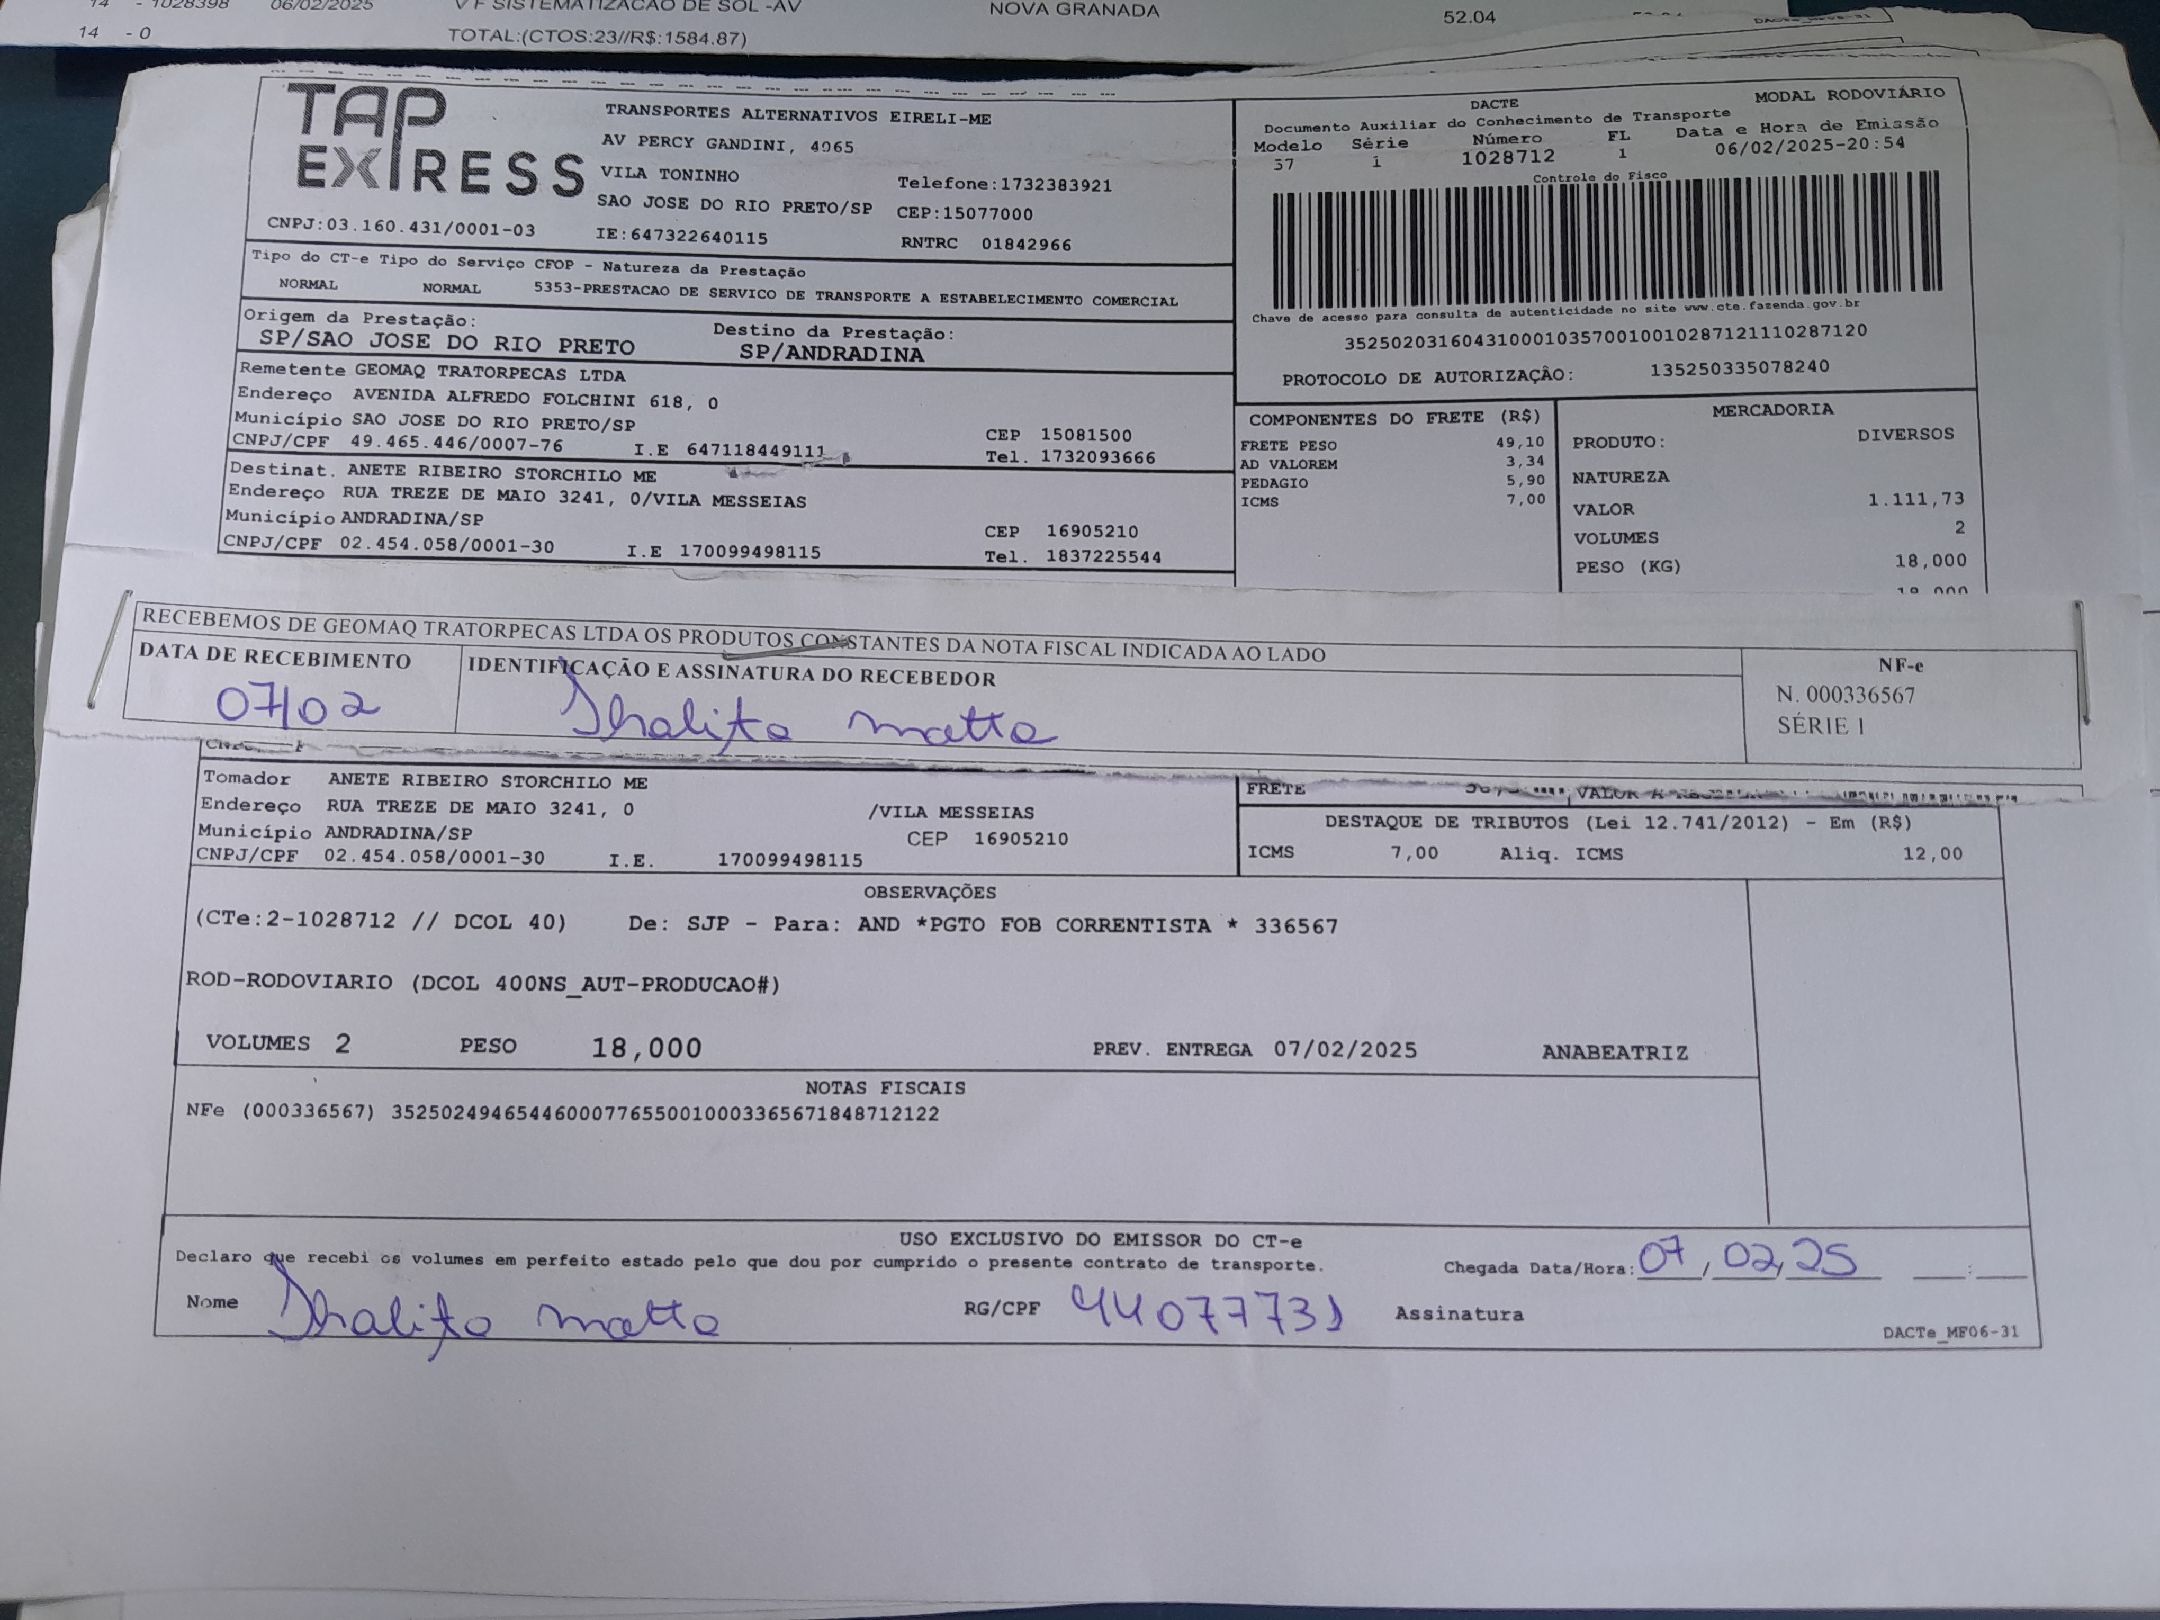 14 - 1028398 06/02/2025 V F SISTEMATIZACAO DE SOL -AV NOVA GRANADA 52.04
14 - 0 TOTAL:(CTOS:23//R$:1584.87)
TAP EXPRESS
TRANSPORTES ALTERNATIVOS EIRELI-ME
AV PERCY GANDINI, 4065
VILA TONINHO Telefone:1732383921
SAO JOSE DO RIO PRETO/SP CEP:15077000
CNPJ:03.160.431/0001-03 IE:647322640115 RNTRC 01842966
DACTE MODAL RODOVIÁRIO
Documento Auxiliar do Conhecimento de Transporte
Modelo Série Número FL Data e Hora de Emissão
57 1 1028712 1 06/02/2025-20:54
Controle do Fisco
Chave de acesso para consulta de autenticidade no site www.cte.fazenda.gov.br
35250203160431000103570010010287121110287120
PROTOCOLO DE AUTORIZAÇÃO: 135250335078240
Tipo do CT-e Tipo do Serviço CFOP - Natureza da Prestação
NORMAL NORMAL 5353-PRESTACAO DE SERVICO DE TRANSPORTE A ESTABELECIMENTO COMERCIAL
Origem da Prestação: Destino da Prestação:
SP/SAO JOSE DO RIO PRETO SP/ANDRADINA
Remetente GEOMAQ TRATORPECAS LTDA
Endereço AVENIDA ALFREDO FOLCHINI 618, 0
Município SAO JOSE DO RIO PRETO/SP CEP 15081500
CNPJ/CPF 49.465.446/0007-76 I.E 647118449111 Tel. 1732093666
Destinat. ANETE RIBEIRO STORCHILO ME
Endereço RUA TREZE DE MAIO 3241, 0/VILA MESSEIAS
Município ANDRADINA/SP CEP 16905210
CNPJ/CPF 02.454.058/0001-30 I.E 170099498115 Tel. 1837225544
COMPONENTES DO FRETE (R$)
FRETE PESO 49,10
AD VALOREM 3,34
PEDAGIO 5,90
ICMS 7,00
MERCADORIA
PRODUTO: DIVERSOS
NATUREZA
VALOR 1.111,73
VOLUMES 2
PESO (KG) 18,000
RECEBEMOS DE GEOMAQ TRATORPECAS LTDA OS PRODUTOS CONSTANTES DA NOTA FISCAL INDICADA AO LADO
DATA DE RECEBIMENTO IDENTIFICAÇÃO E ASSINATURA DO RECEBEDOR
07/02 Thalita matta
NF-e
N. 000336567
SÉRIE 1
Tomador ANETE RIBEIRO STORCHILO ME
Endereço RUA TREZE DE MAIO 3241, 0 /VILA MESSEIAS
Município ANDRADINA/SP CEP 16905210
CNPJ/CPF 02.454.058/0001-30 I.E. 170099498115
FRETE VALOR A
DESTAQUE DE TRIBUTOS (Lei 12.741/2012) - Em (R$)
ICMS 7,00 Aliq. ICMS 12,00
OBSERVAÇÕES
(CTe:2-1028712 // DCOL 40) De: SJP - Para: AND *PGTO FOB CORRENTISTA * 336567
ROD-RODOVIARIO (DCOL 400NS_AUT-PRODUCAO#)
VOLUMES 2 PESO 18,000 PREV. ENTREGA 07/02/2025 ANABEATRIZ
NOTAS FISCAIS
NFe (000336567) 35250249465446000776550010003365671848712122
USO EXCLUSIVO DO EMISSOR DO CT-e
Declaro que recebi os volumes em perfeito estado pelo que dou por cumprido o presente contrato de transporte. Chegada Data/Hora: 07/02/25 :
Nome Thalita matta RG/CPF 44077731 Assinatura
DACTe_MF06-31